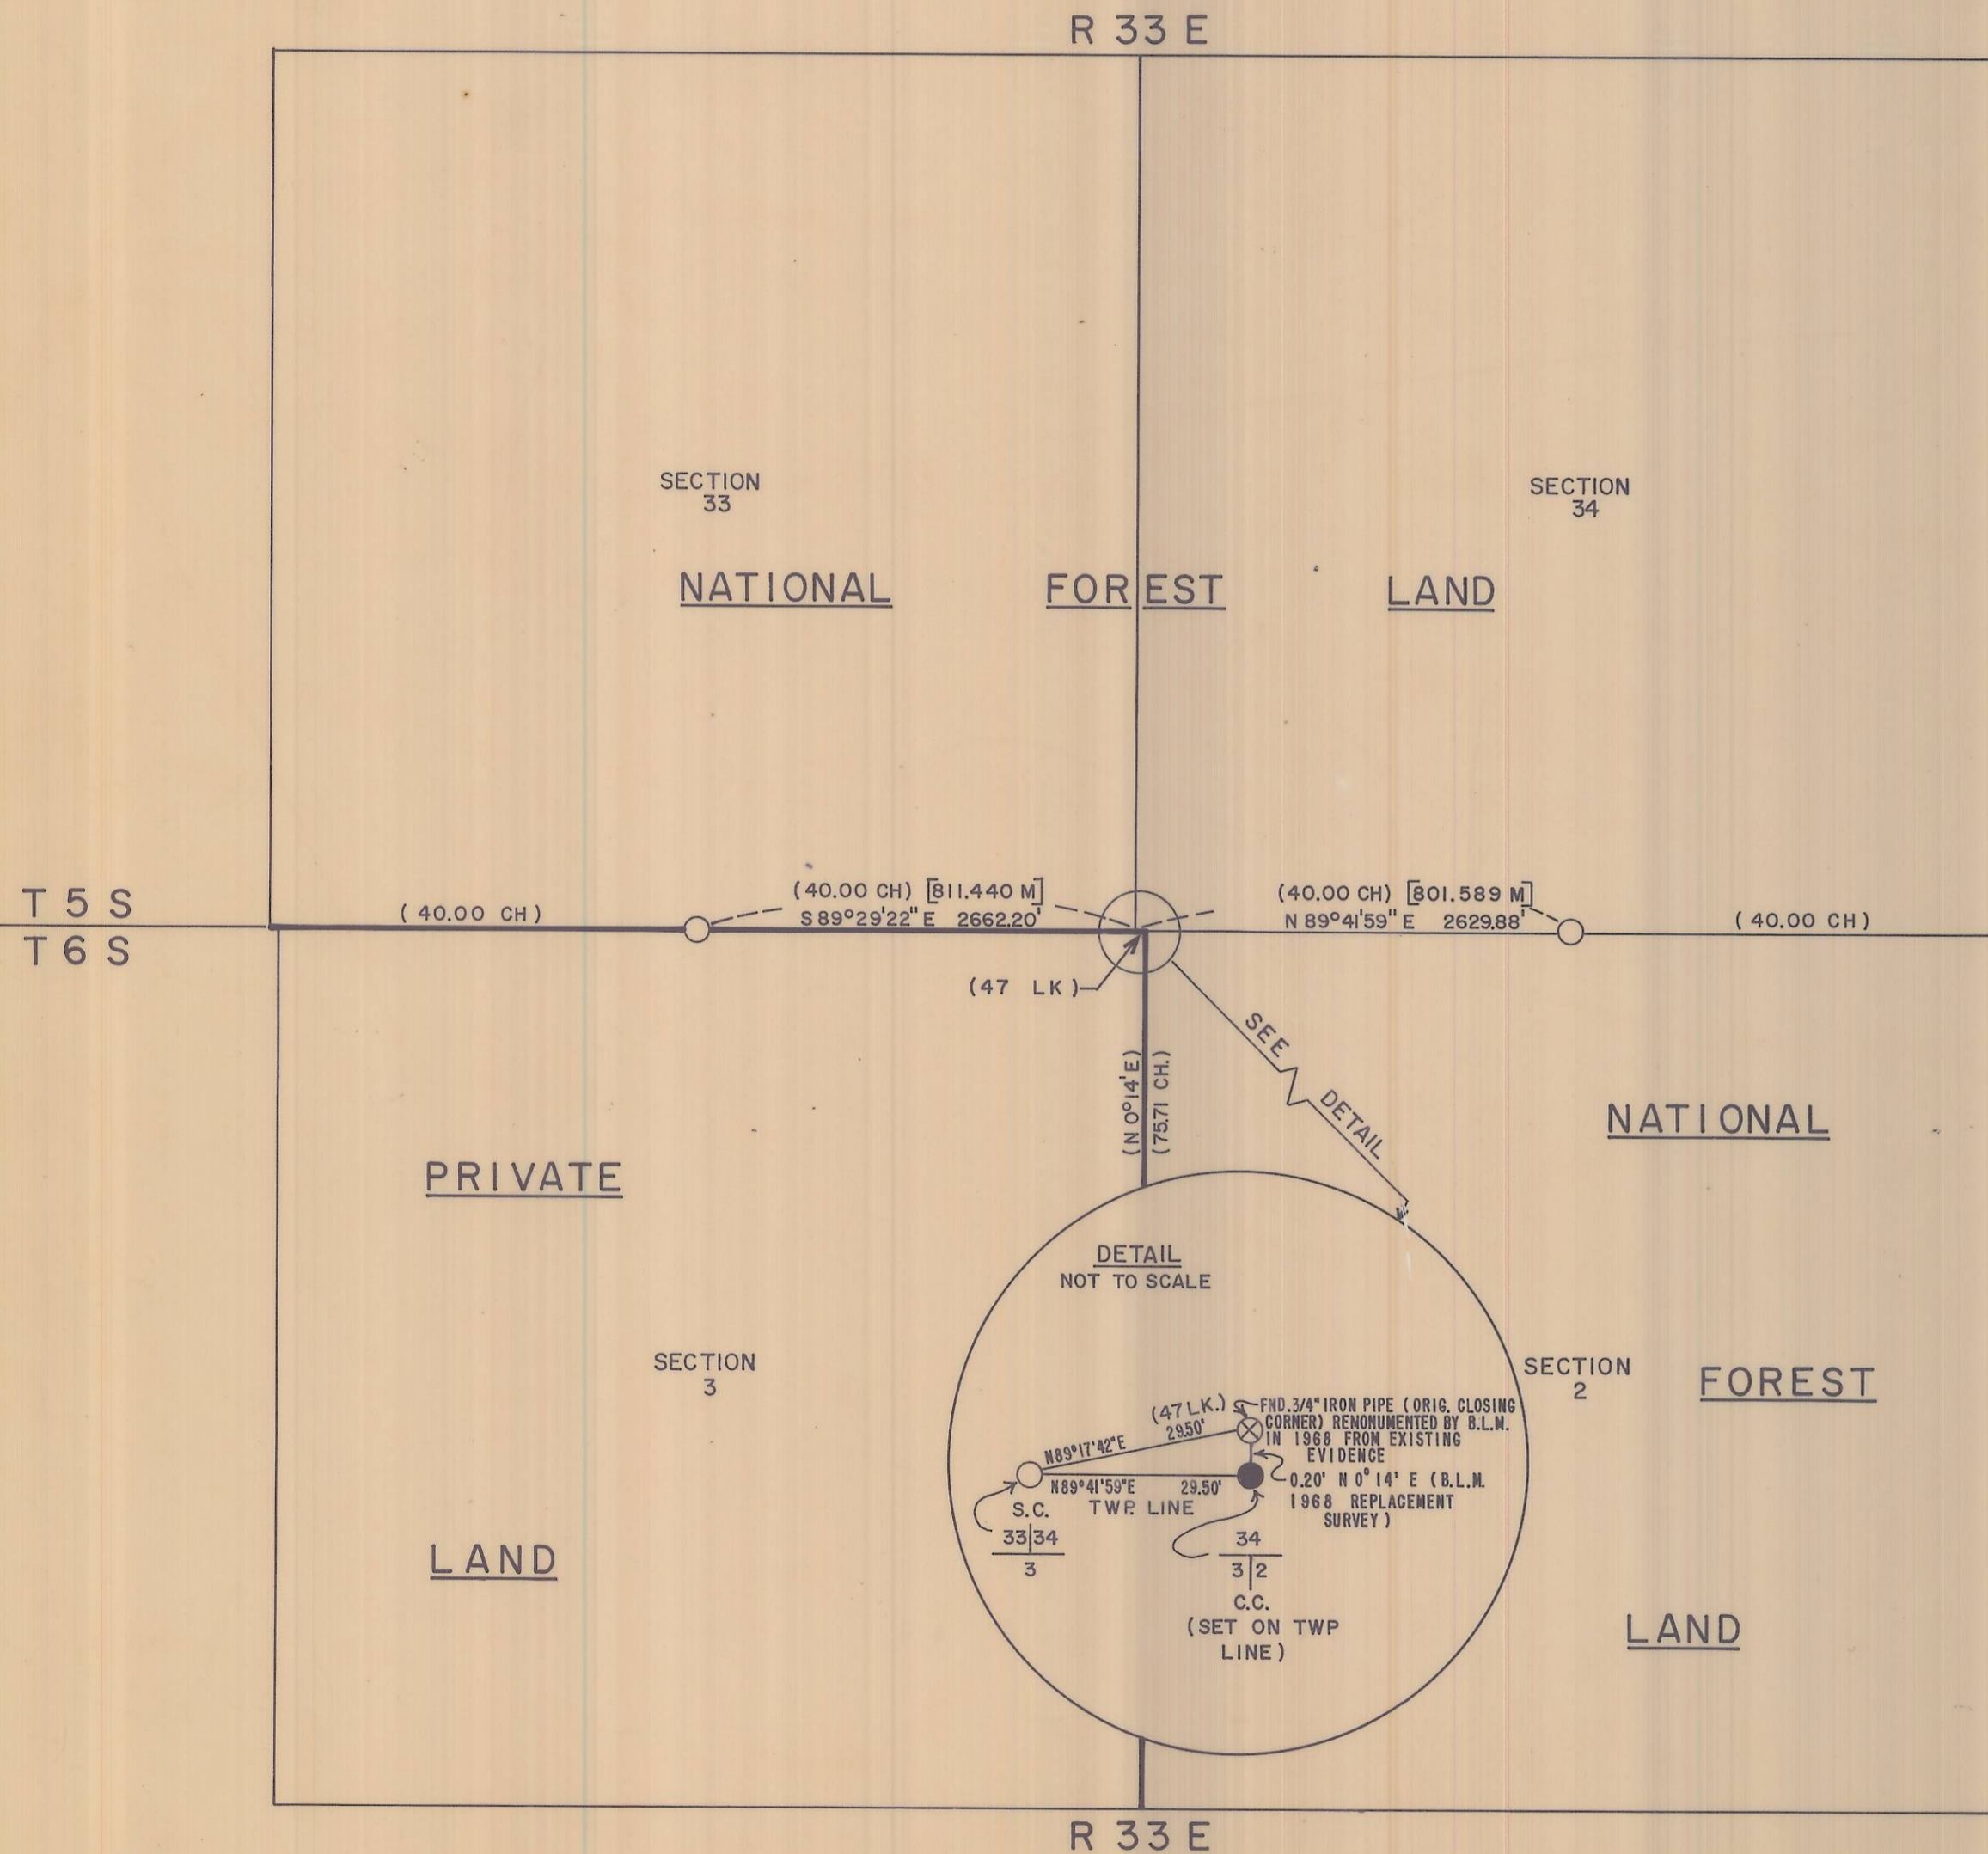 R 33 E
SECTION
33
SECTION
34
NATIONAL FOREST LAND
T 5 S
T 6 S
(40.00 CH)
(40.00 CH) [811.440 M]
S 89°29'22" E 2662.20'
(40.00 CH) [801.589 M]
N 89°41'59" E 2629.88'
(40.00 CH)
(47 LK)
(N 0°14' E)
(75.71 CH.)
SEE DETAIL
NATIONAL
PRIVATE
DETAIL
NOT TO SCALE
SECTION
3
SECTION
2
FOREST
(47 LK.)
29.50'
N89°17'42"E
FND. 3/4" IRON PIPE (ORIG. CLOSING
CORNER) REMONUMENTED BY B.L.M.
IN 1968 FROM EXISTING
EVIDENCE
N89°41'59"E 29.50'
TWP. LINE
0.20' N 0° 14' E (B.L.M.
1968 REPLACEMENT
SURVEY)
S.C.
33|34
3
34
3|2
C.C.
(SET ON TWP
LINE)
LAND
LAND
R 33 E